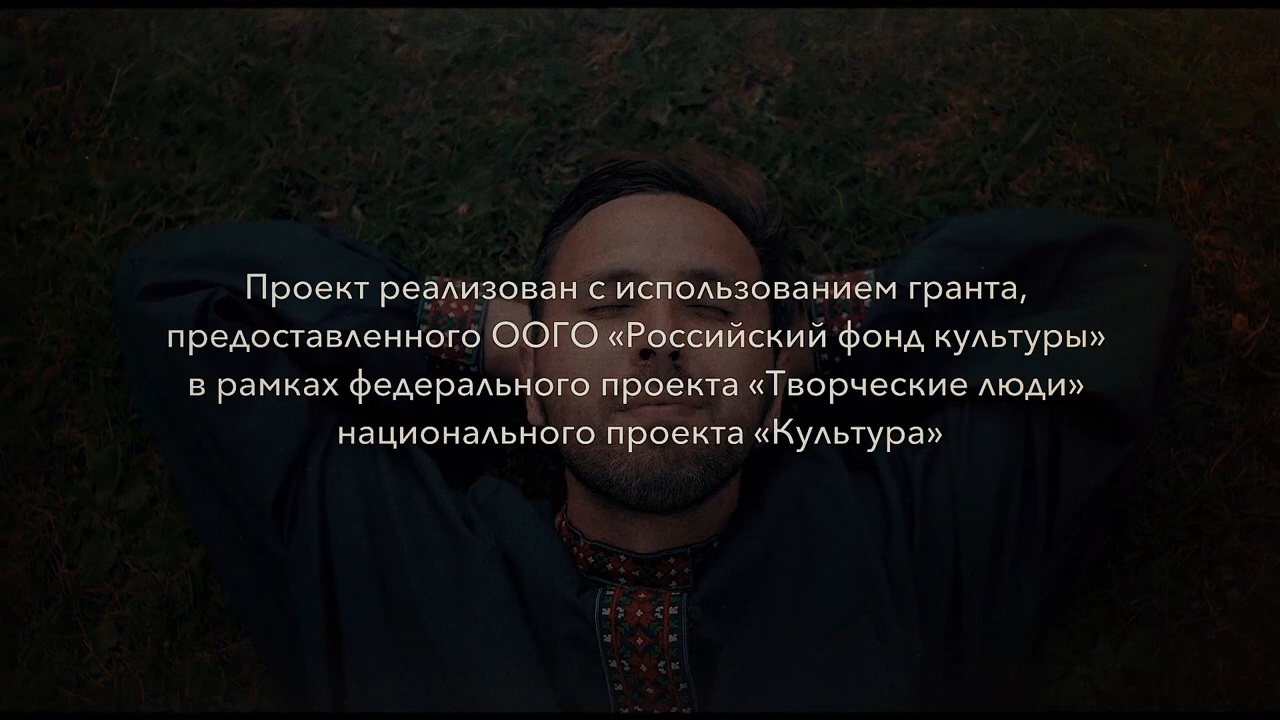 Проект реализован с использованием гранта,
предоставленного ООГО «Российский фонд культуры»
в рамках федерального проекта «Творческие люди»
национального проекта «Культура»